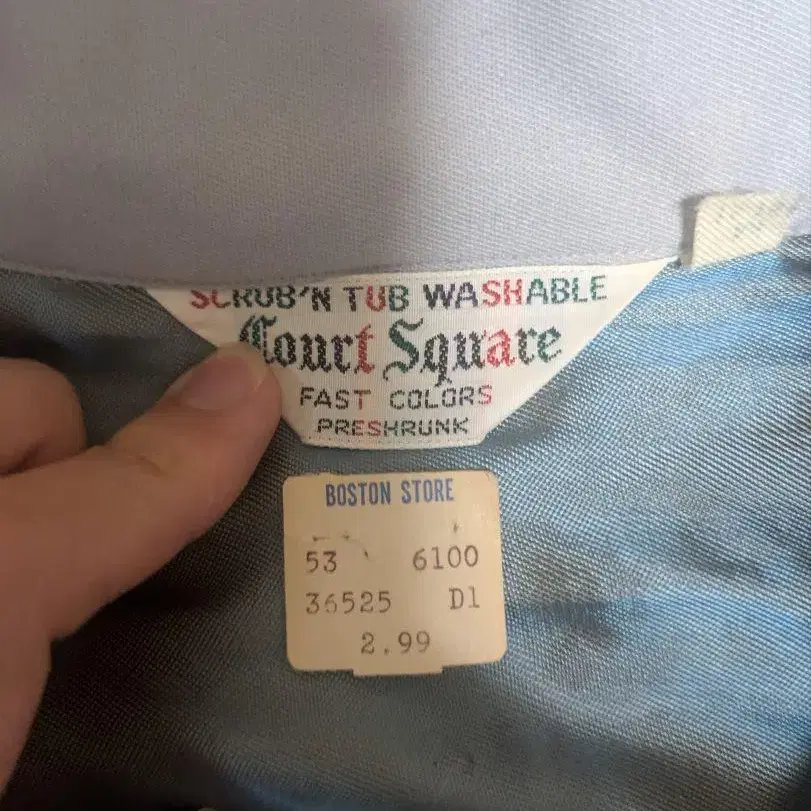 SCRUB'N TUB WASHABLE
Court Square
FAST COLORS
PRESHRUNK
BOSTON STORE
53 6100
36525 D1
2.99